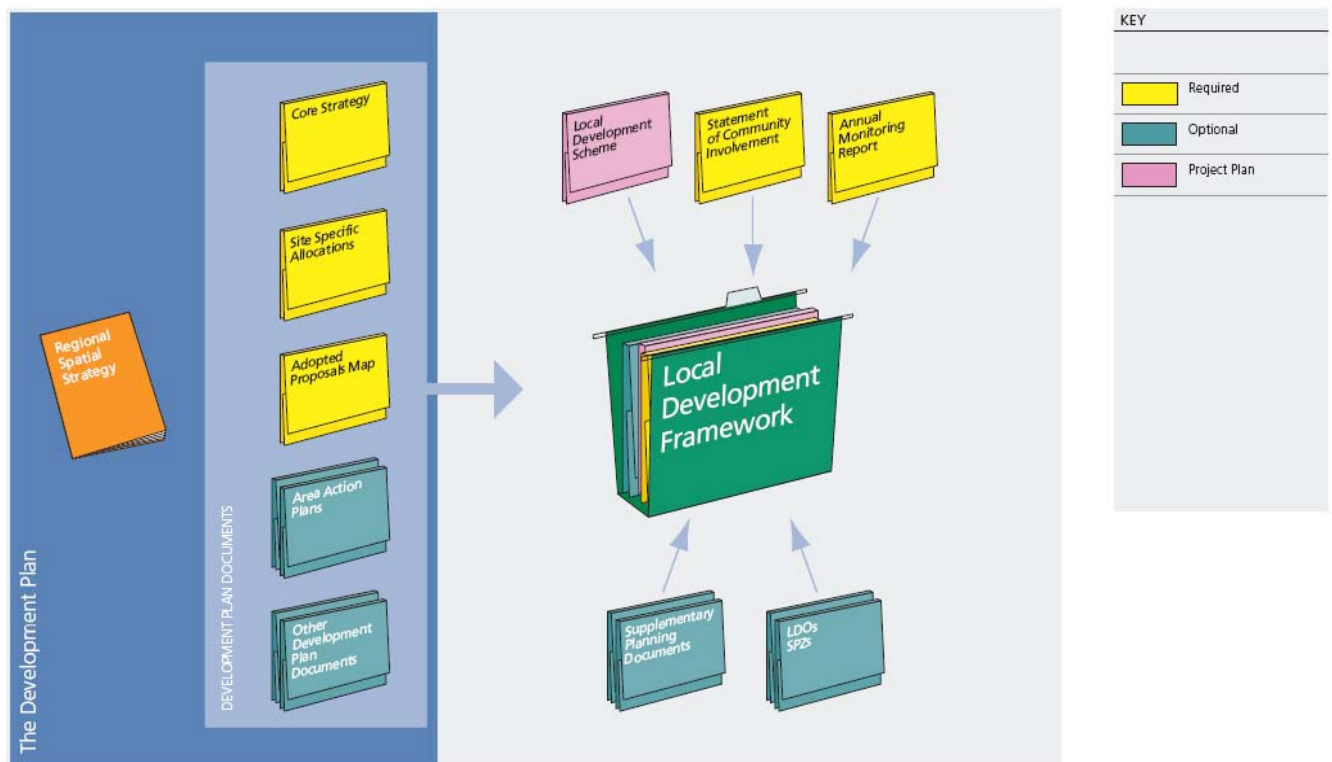 The Development Plan
Regional
Spatial
Strategy
DEVELOPMENT PLAN DOCUMENTS
Core Strategy
Site Specific
Allocations
Adopted
Proposals Map
Area Action
Plans
Other
Development
Plan
Documents
Local
Development
Scheme
Statement
of Community
Involvement
Annual
Monitoring
Report
Local
Development
Framework
Supplementary
Planning
Documents
LDOs
SPZs
KEY
Required
Optional
Project Plan